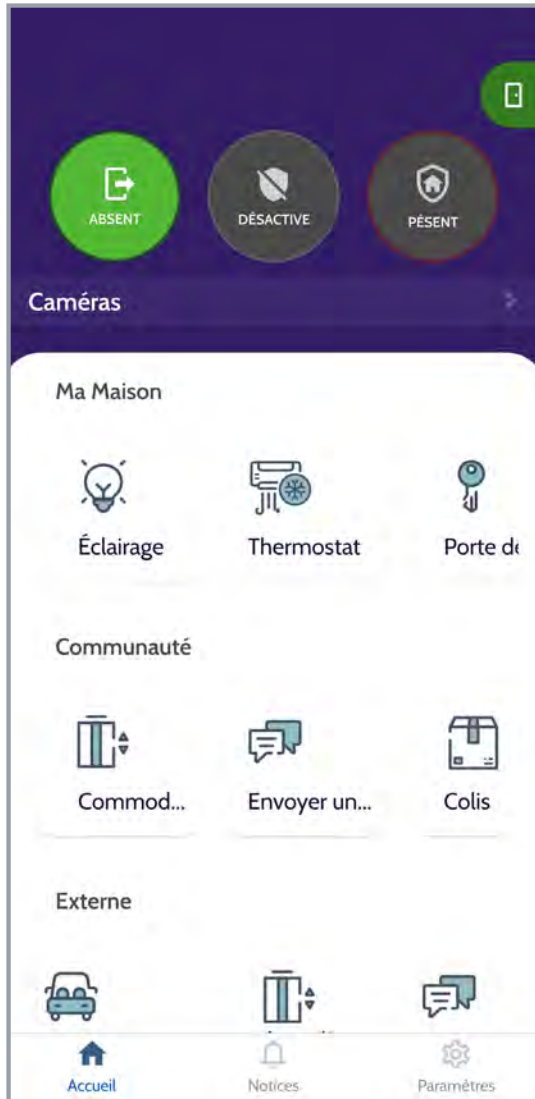 ABSENT
DÉSACTIVE
PÉSENT
Caméras
Ma Maison
Éclairage
Thermostat
Porte de
Communauté
Commod...
Envoyer un...
Colis
Externe
Accueil
Notices
Paramètres